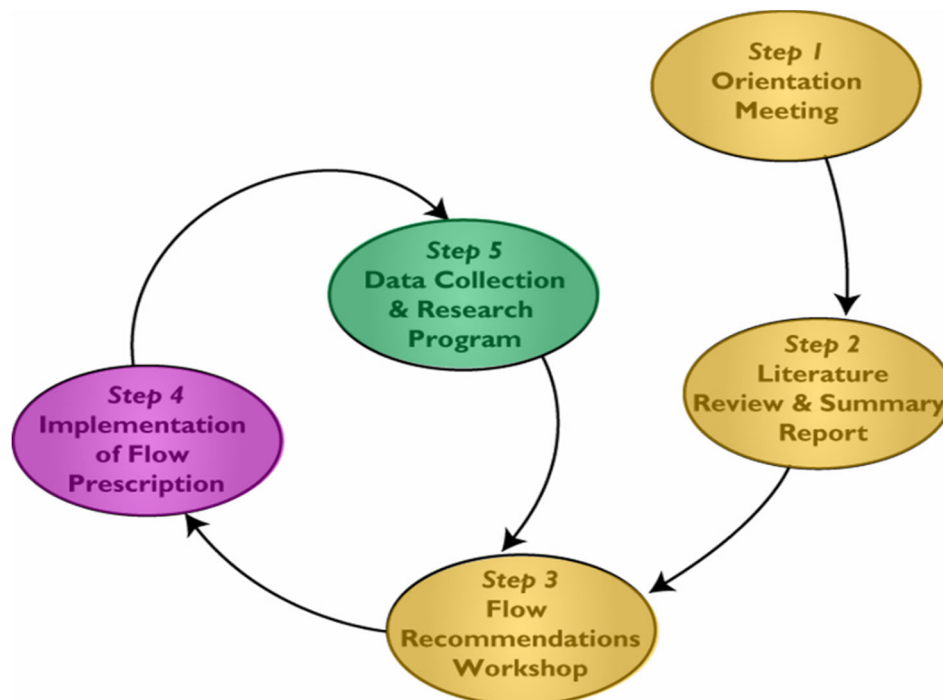 Step 1
Orientation
Meeting
Step 2
Literature
Review & Summary
Report
Step 3
Flow
Recommendations
Workshop
Step 4
Implementation
of Flow
Prescription
Step 5
Data Collection
& Research
Program